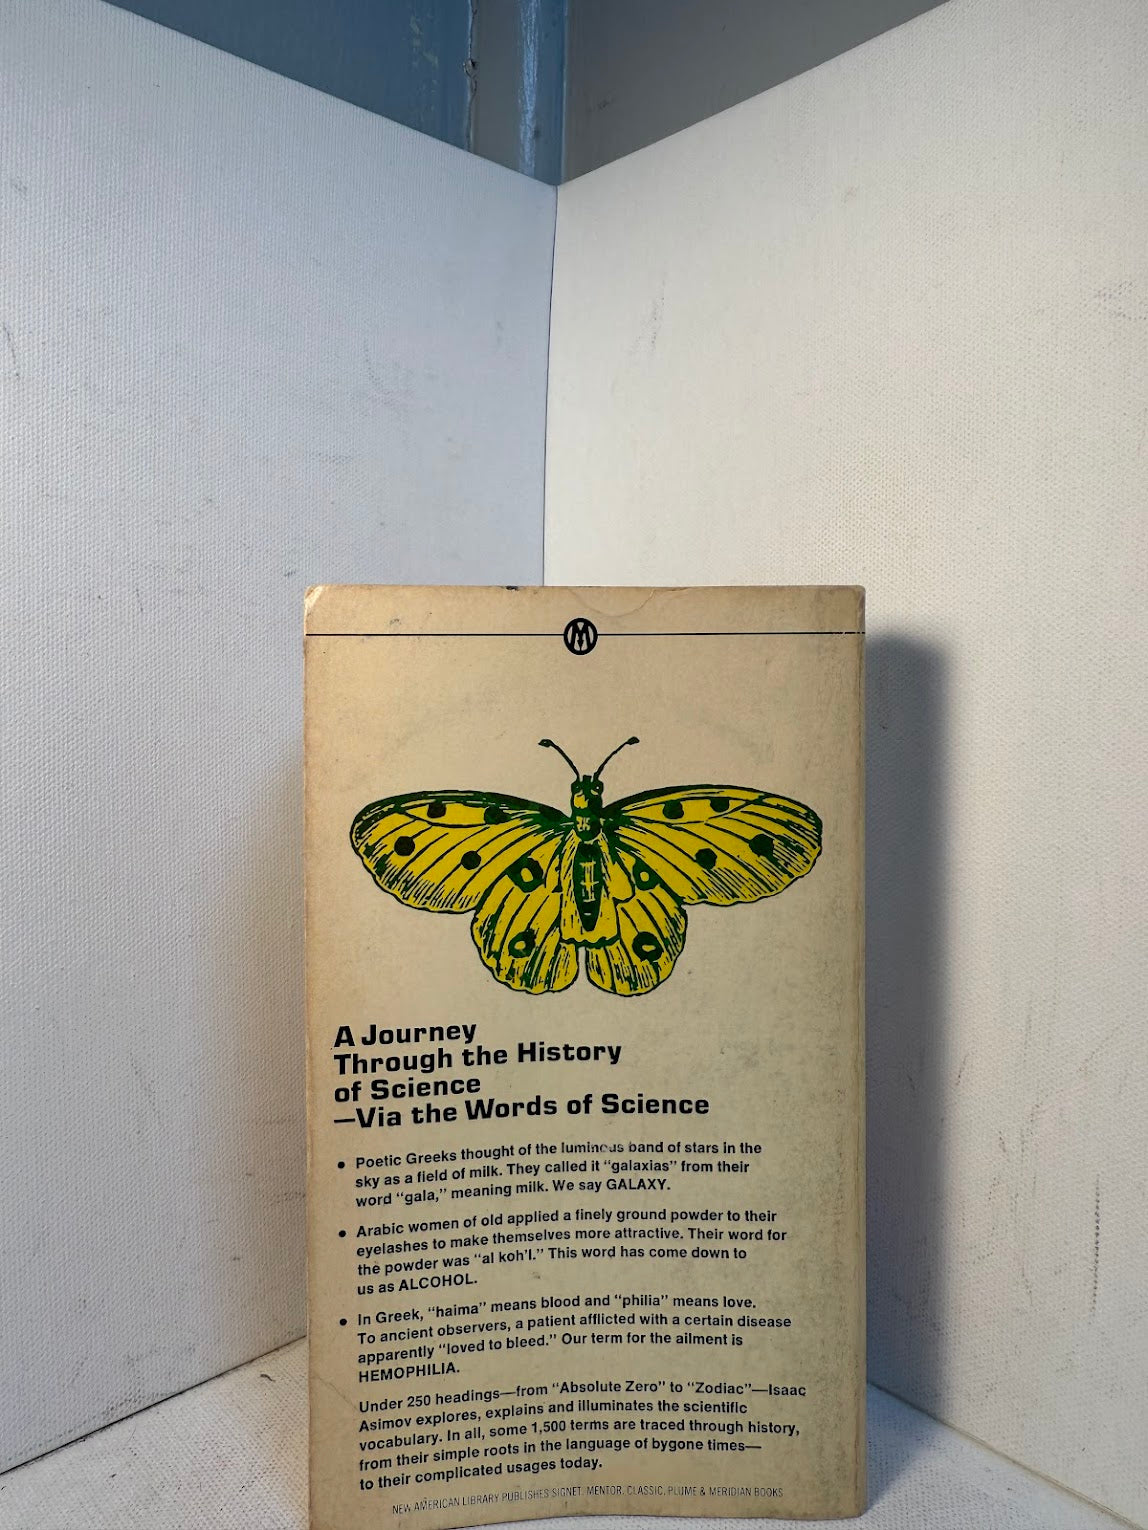 M
A Journey
Through the History
of Science
—Via the Words of Science
• Poetic Greeks thought of the luminous band of stars in the
sky as a field of milk. They called it “galaxias” from their
word “gala,” meaning milk. We say GALAXY.
• Arabic women of old applied a finely ground powder to their
eyelashes to make themselves more attractive. Their word for
the powder was “al koh’l.” This word has come down to
us as ALCOHOL.
• In Greek, “haima” means blood and “philia” means love.
To ancient observers, a patient afflicted with a certain disease
apparently “loved to bleed.” Our term for the ailment is
HEMOPHILIA.
Under 250 headings—from “Absolute Zero” to “Zodiac”—Isaac
Asimov explores, explains and illuminates the scientific
vocabulary. In all, some 1,500 terms are traced through history,
from their simple roots in the language of bygone times—
to their complicated usages today.
NEW AMERICAN LIBRARY PUBLISHES SIGNET, MENTOR, CLASSIC, PLUME & MERIDIAN BOOKS